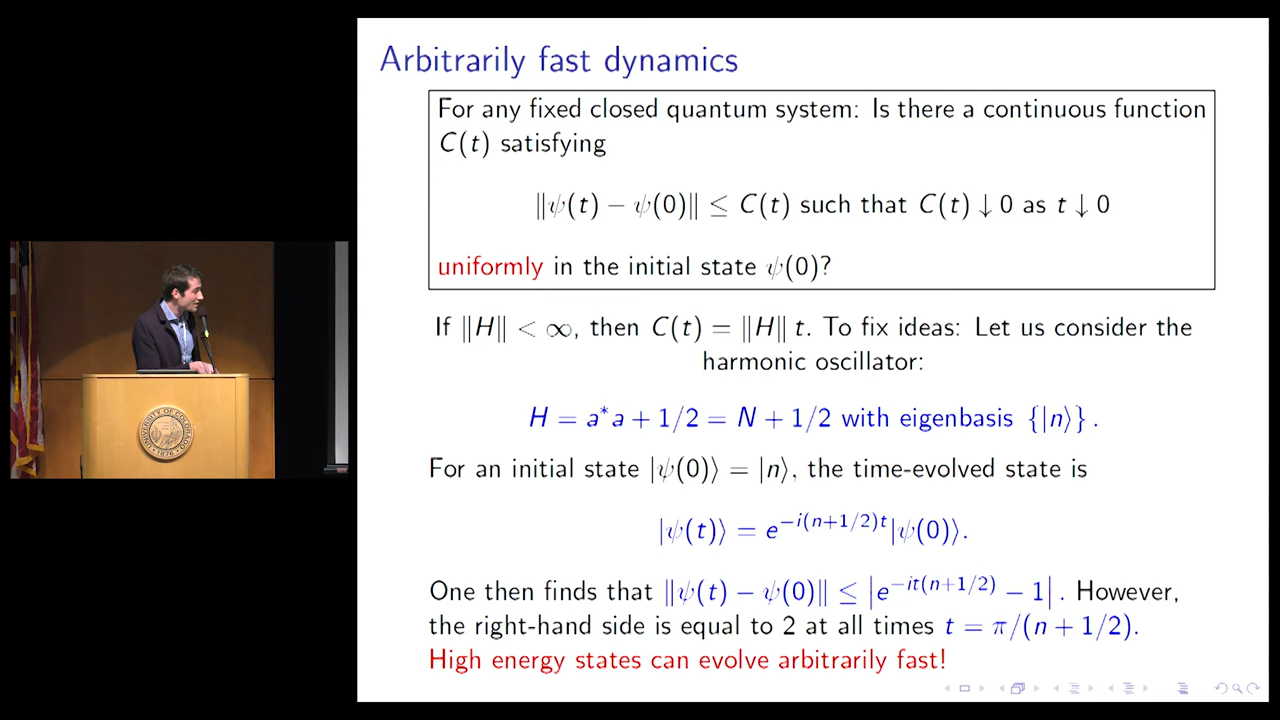 Arbitrarily fast dynamics
For any fixed closed quantum system: Is there a continuous function
C(t) satisfying
‖ψ(t) − ψ(0)‖ ≤ C(t) such that C(t) ↓ 0 as t ↓ 0
uniformly in the initial state ψ(0)?
If ‖H‖ < ∞, then C(t) = ‖H‖ t. To fix ideas: Let us consider the
harmonic oscillator:
H = a*a + 1/2 = N + 1/2 with eigenbasis {|n⟩} .
For an initial state |ψ(0)⟩ = |n⟩, the time-evolved state is
|ψ(t)⟩ = e^{−i(n+1/2)t}|ψ(0)⟩.
One then finds that ‖ψ(t) − ψ(0)‖ ≤ |e^{−it(n+1/2)} − 1| . However,
the right-hand side is equal to 2 at all times t = π/(n + 1/2).
High energy states can evolve arbitrarily fast!
UNIVERSITY OF COLORADO
1876